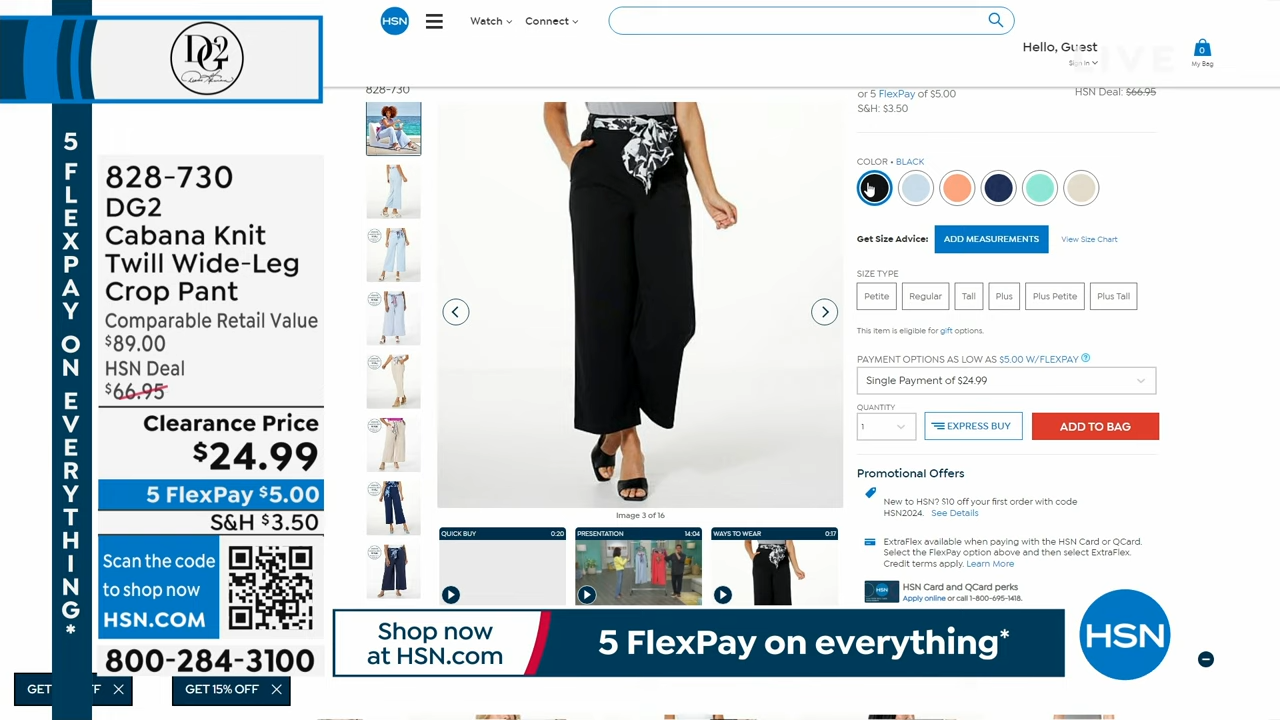 DG2
5 FLEXPAY ON EVERYTHING*
828-730
DG2
Cabana Knit
Twill Wide-Leg
Crop Pant
Comparable Retail Value
$89.00
HSN Deal
$66.95
Clearance Price
$24.99
5 FlexPay $5.00
S&H $3.50
Scan the code
to shop now
HSN.COM
800-284-3100
GET FF
GET 15% OFF
HSN
Watch
Connect
Hello, Guest
Sign In
LIVE
0
My Bag
828-730
or 5 FlexPay of $5.00
HSN Deal: $66.95
S&H: $3.50
COLOR • BLACK
Get Size Advice:
ADD MEASUREMENTS
View Size Chart
SIZE TYPE
Petite
Regular
Tall
Plus
Plus Petite
Plus Tall
This item is eligible for gift options.
PAYMENT OPTIONS AS LOW AS $5.00 W/FLEXPAY
Single Payment of $24.99
QUANTITY
1
EXPRESS BUY
ADD TO BAG
Promotional Offers
New to HSN? $10 off your first order with code
HSN2024. See Details
ExtraFlex available when paying with the HSN Card or QCard.
Select the FlexPay option above and then select ExtraFlex.
Credit terms apply. Learn More
HSN
HSN Card and QCard perks
Apply online or call 1-800-695-1418.
Image 3 of 16
QUICK BUY 0:20
PRESENTATION 14:04
WAYS TO WEAR 0:17
Shop now
at HSN.com
5 FlexPay on everything*
HSN